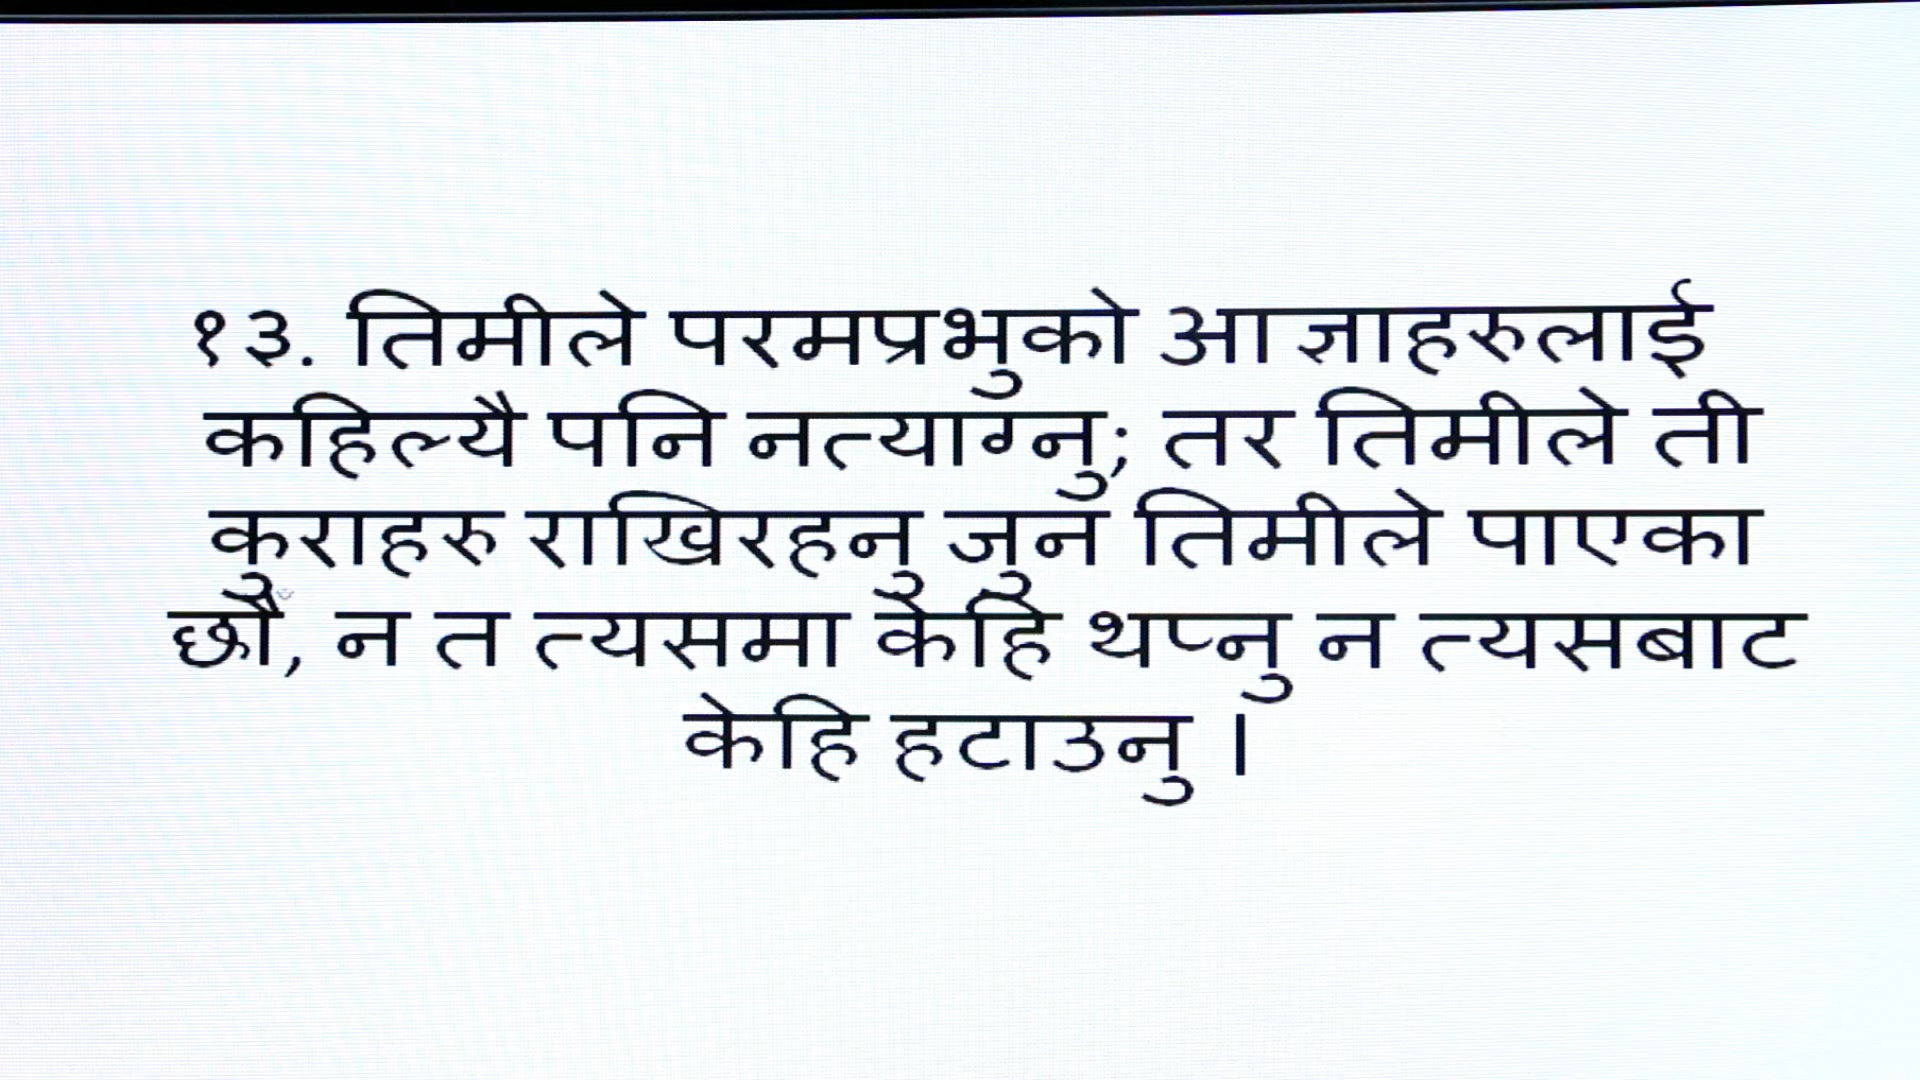 १३. तिमीले परमप्रभुको आज्ञाहरुलाई
कहिल्यै पनि नत्याग्नु; तर तिमीले ती
कुराहरु राखिरहनु जुन तिमीले पाएका
छौँ, न त त्यसमा केहि थप्नु न त्यसबाट
केहि हटाउनु ।